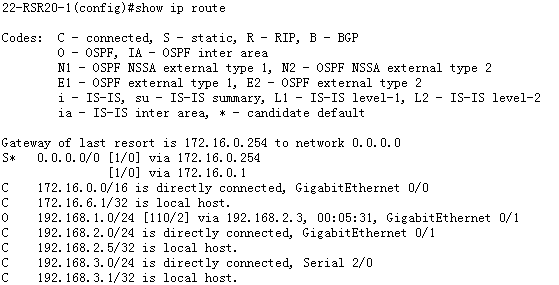 22-RSR20-1(config)#show ip route
Codes: C - connected, S - static, R - RIP, B - BGP
O - OSPF, IA - OSPF inter area
N1 - OSPF NSSA external type 1, N2 - OSPF NSSA external type 2
E1 - OSPF external type 1, E2 - OSPF external type 2
i - IS-IS, su - IS-IS summary, L1 - IS-IS level-1, L2 - IS-IS level-2
ia - IS-IS inter area, * - candidate default
Gateway of last resort is 172.16.0.254 to network 0.0.0.0
S* 0.0.0.0/0 [1/0] via 172.16.0.254
[1/0] via 172.16.0.1
C 172.16.0.0/16 is directly connected, GigabitEthernet 0/0
C 172.16.6.1/32 is local host.
O 192.168.1.0/24 [110/2] via 192.168.2.3, 00:05:31, GigabitEthernet 0/1
C 192.168.2.0/24 is directly connected, GigabitEthernet 0/1
C 192.168.2.5/32 is local host.
C 192.168.3.0/24 is directly connected, Serial 2/0
C 192.168.3.1/32 is local host.